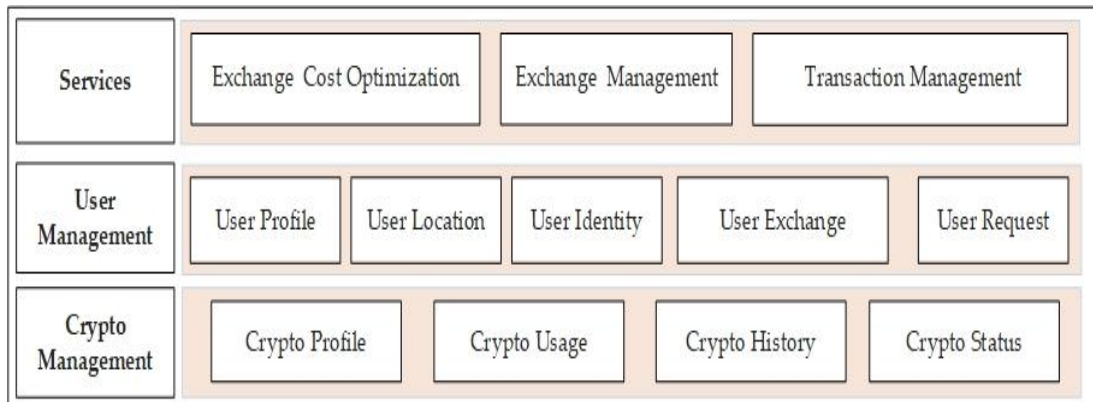 Services
Exchange Cost Optimization
Exchange Management
Transaction Management
User
Management
User Profile
User Location
User Identity
User Exchange
User Request
Crypto
Management
Crypto Profile
Crypto Usage
Crypto History
Crypto Status